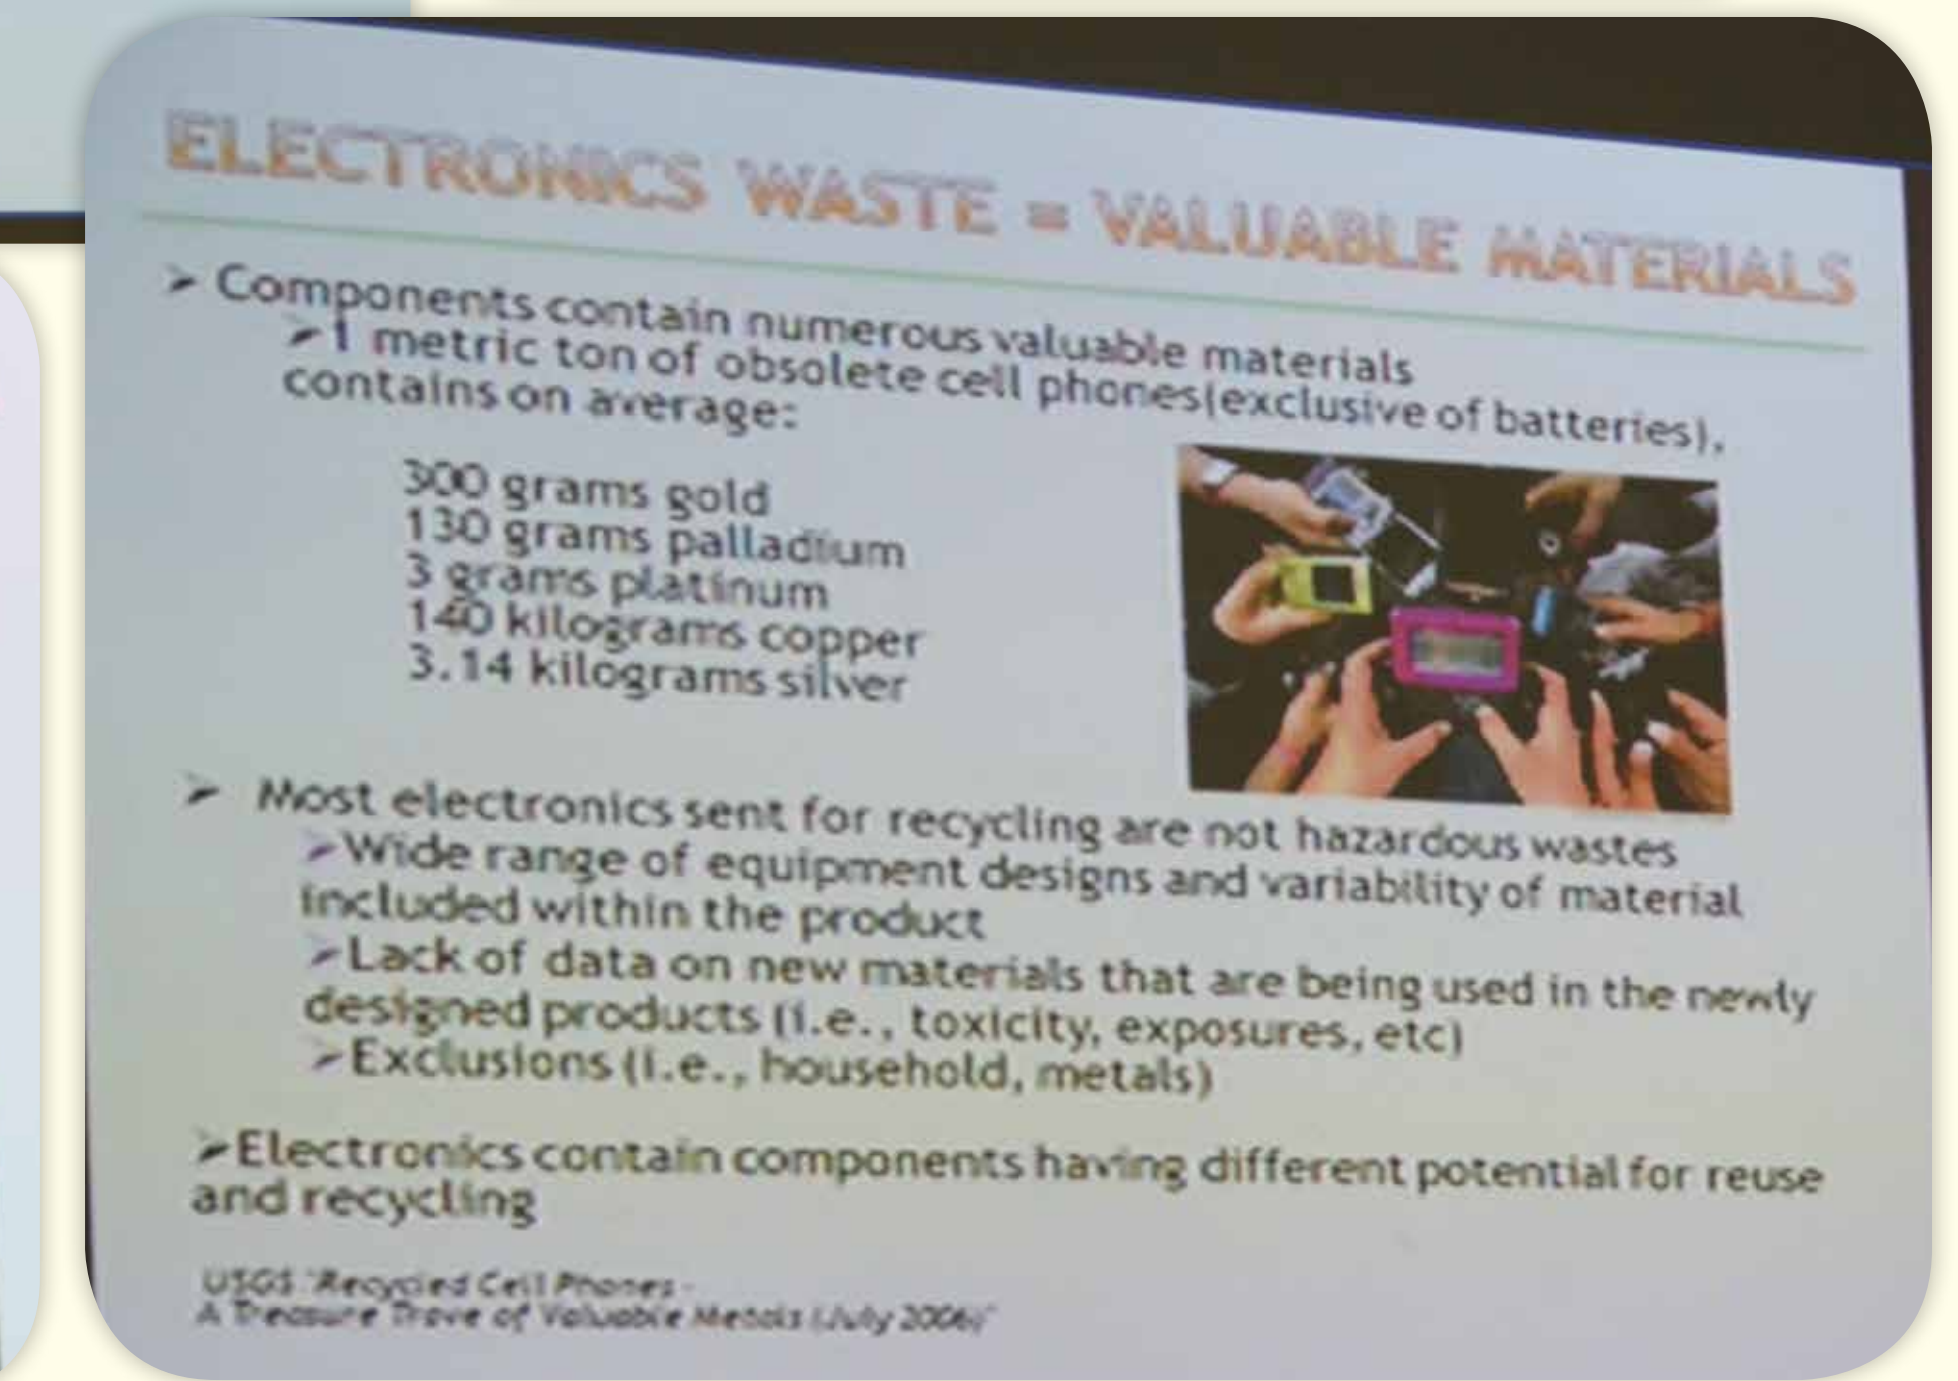 ELECTRONICS WASTE = VALUABLE MATERIALS
➢ Components contain numerous valuable materials
➢1 metric ton of obsolete cell phones(exclusive of batteries),
contains on average:
300 grams gold
130 grams palladium
3 grams platinum
140 kilograms copper
3.14 kilograms silver
➢ Most electronics sent for recycling are not hazardous wastes
➢Wide range of equipment designs and variability of material
included within the product
➢Lack of data on new materials that are being used in the newly
designed products (i.e., toxicity, exposures, etc)
➢Exclusions (i.e., household, metals)
➢Electronics contain components having different potential for reuse
and recycling
USGS "Recycled Cell Phones -
A Treasure Trove of Valuable Metals (July 2006)"